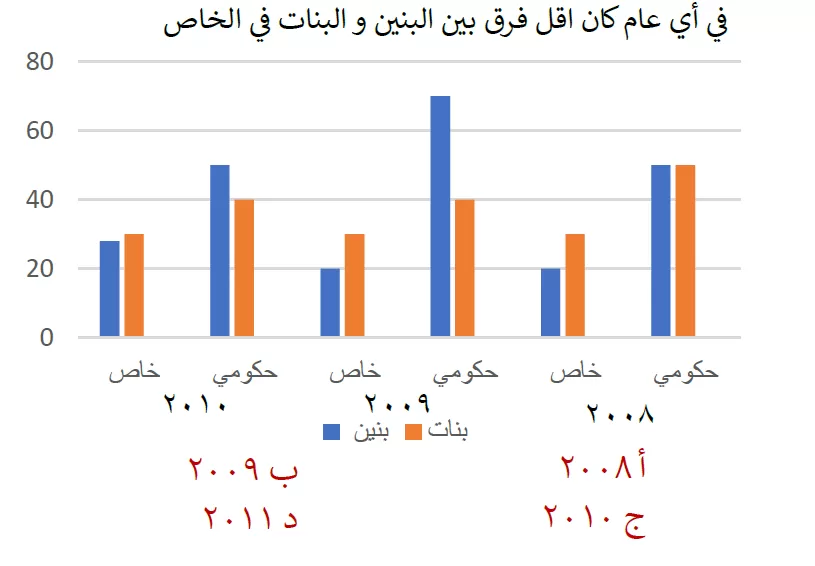 في أي عام كان اقل فرق بين البنين و البنات في الخاص
80
60
40
20
0
حكومي خاص حكومي خاص حكومي خاص
٢٠٠٨ ٢٠٠٩ ٢٠١٠
بنات بنين
أ ٢٠٠٨ ب ٢٠٠٩
ج ٢٠١٠ د ٢٠١١